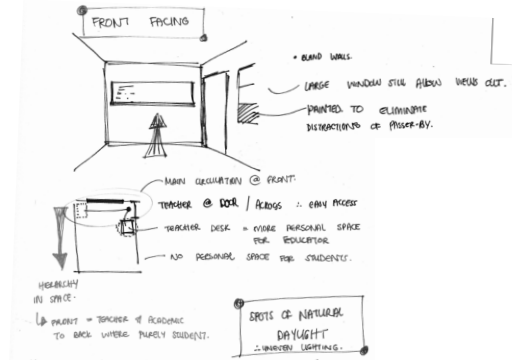 FRONT FACING
• BLAND WALLS.
LARGE WINDOW SILL ALLOW VIEWS OUT.
PAINTED TO ELIMINATE
DISTRACTIONS OF PASSER-BY.
MAIN CIRCULATION @ FRONT.
TEACHER @ DOOR / ACROSS ∴ EASY ACCESS
TEACHER DESK = MORE PERSONAL SPACE
FOR EDUCATOR
NO PERSONAL SPACE FOR STUDENTS.
HIERARCHY
IN SPACE.
↳ FRONT = TEACHER & ACADEMIC
TO BACK WHERE PURELY STUDENT.
SPOTS OF NATURAL
DAYLIGHT
∴ UNEVEN LIGHTING.